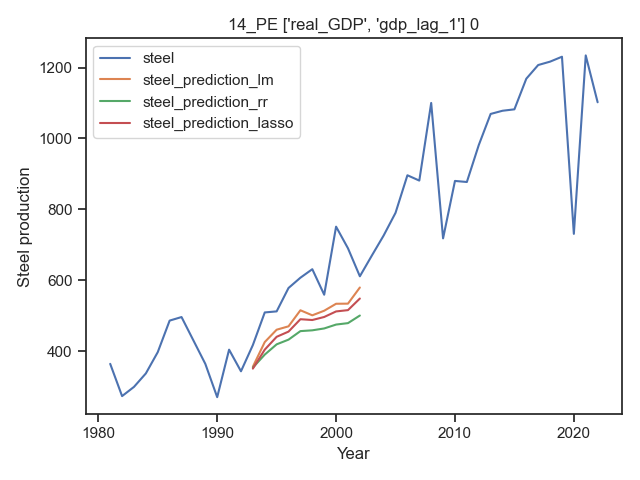 14_PE ['real_GDP', 'gdp_lag_1'] 0
steel
steel_prediction_lm
steel_prediction_rr
steel_prediction_lasso
Steel production
1200
1000
800
600
400
1980
1990
2000
2010
2020
Year